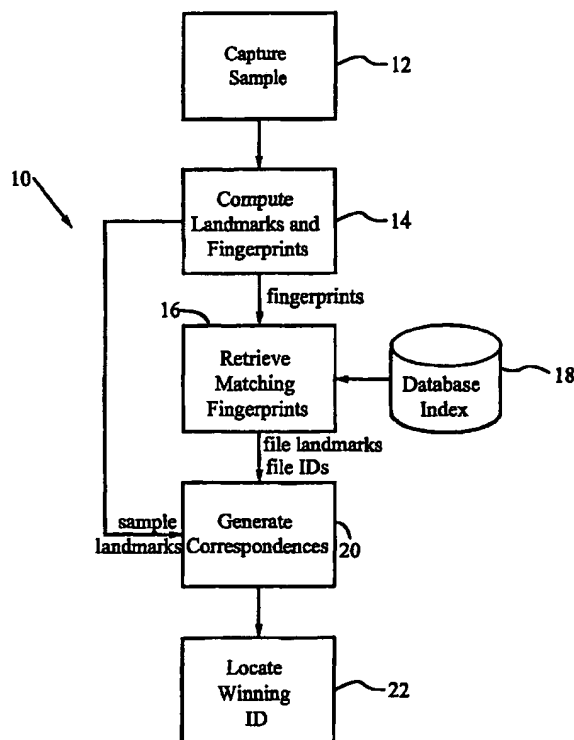 Capture
Sample
12
10
Compute
Landmarks and
Fingerprints
14
fingerprints
16
Retrieve
Matching
Fingerprints
Database
Index
18
file landmarks
file IDs
sample
landmarks
Generate
Correspondences
20
Locate
Winning
ID
22